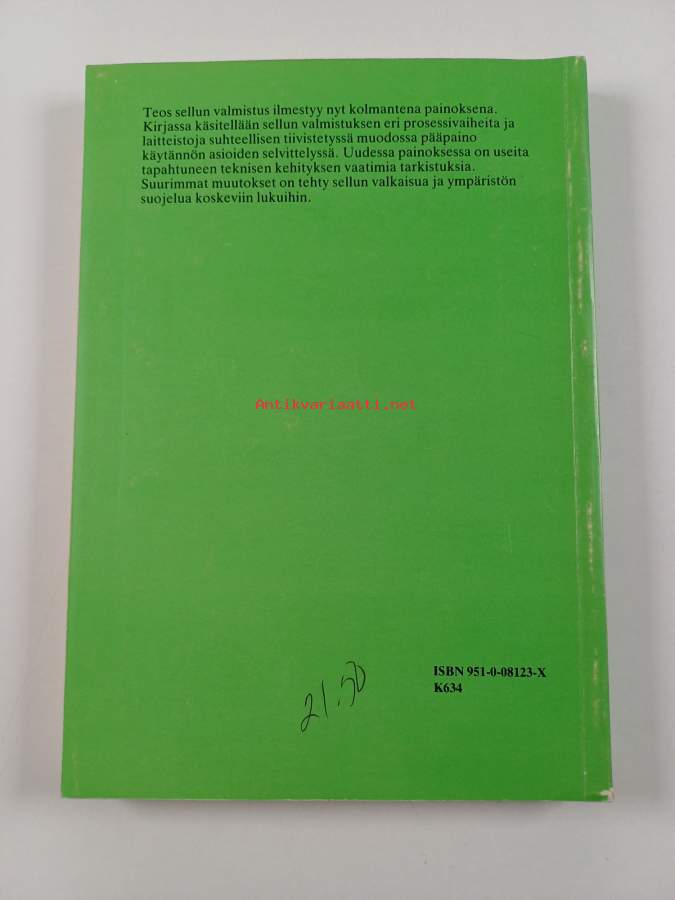 Teos sellun valmistus ilmestyy nyt kolmantena painoksena.
Kirjassa käsitellään sellun valmistuksen eri prosessivaiheita ja
laitteistoja suhteellisen tiivistetyssä muodossa pääpaino
käytännön asioiden selvittelyssä. Uudessa painoksessa on useita
tapahtuneen teknisen kehityksen vaatimia tarkistuksia.
Suurimmat muutokset on tehty sellun valkaisua ja ympäristön
suojelua koskeviin lukuihin.
Antikvariaatti.net
ISBN 951-0-08123-X
K634
21.50